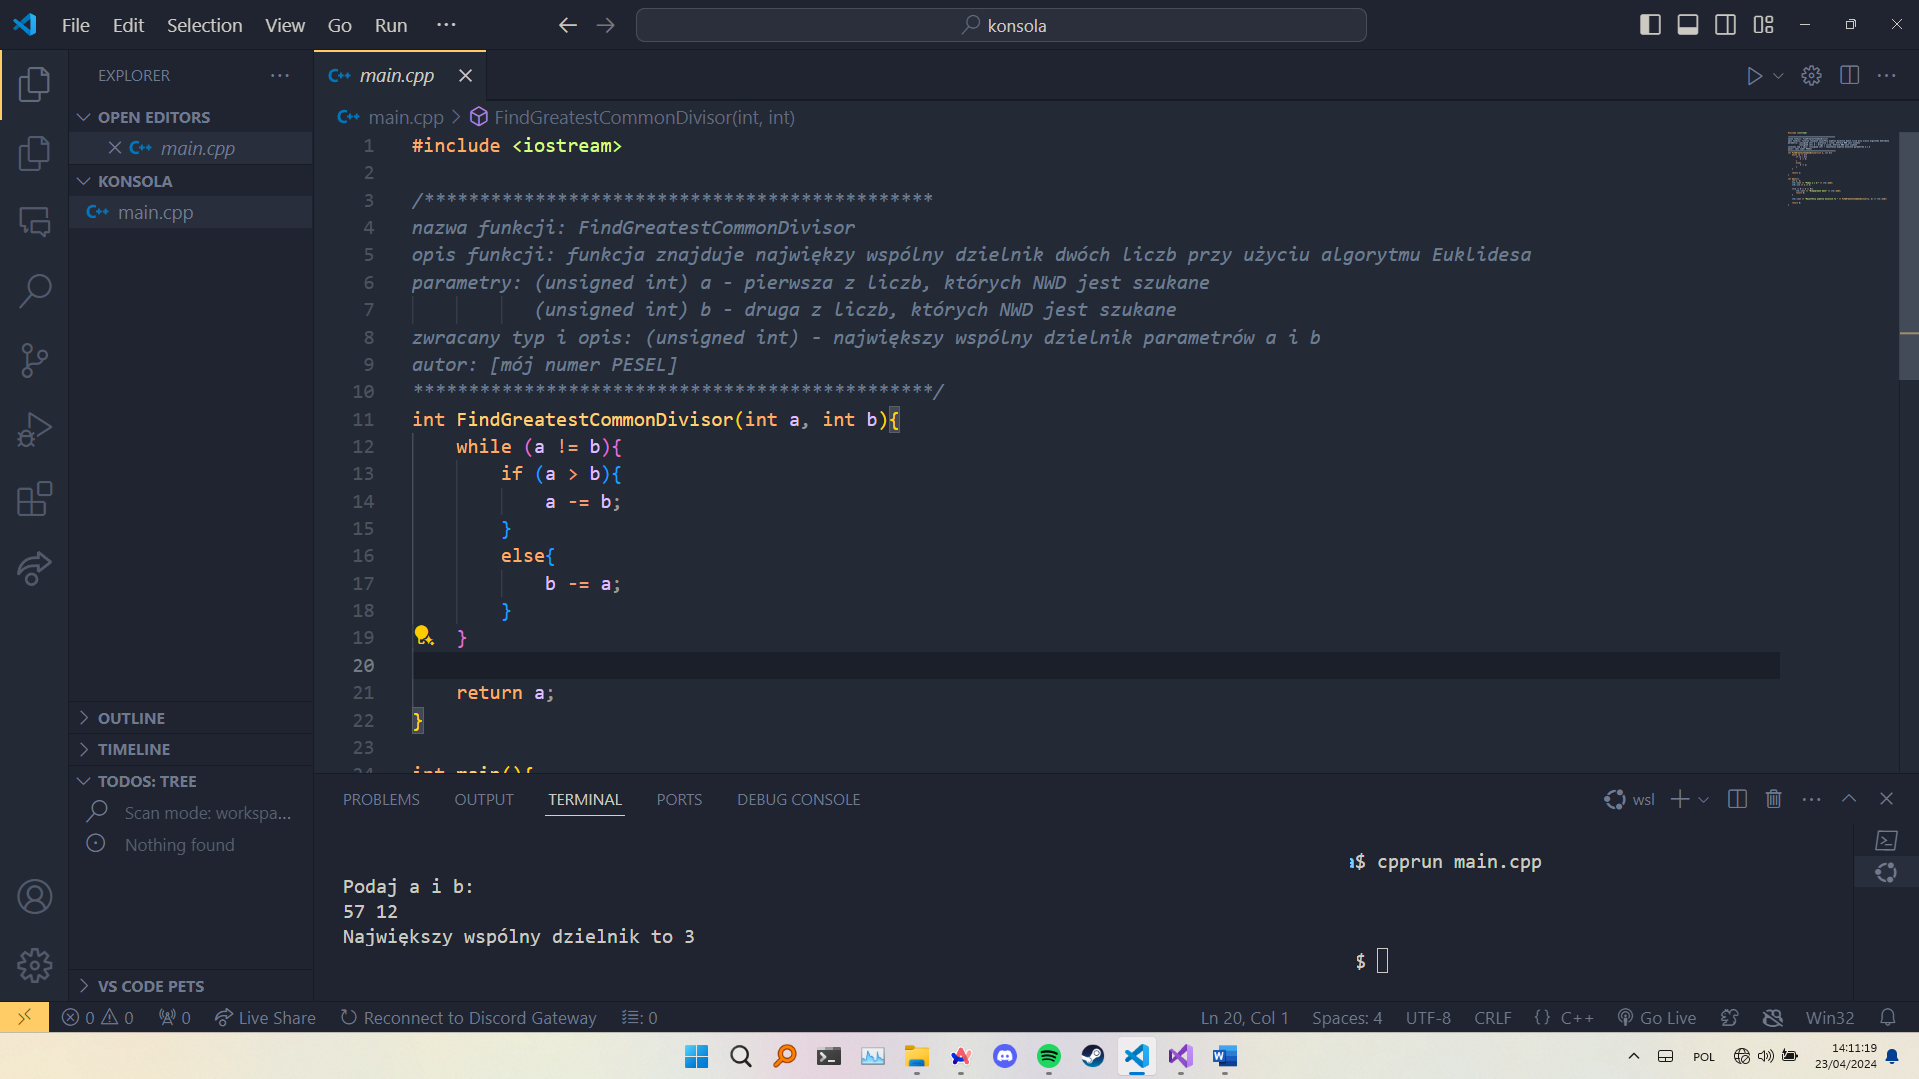 File Edit Selection View Go Run ··· konsola
EXPLORER ···
OPEN EDITORS
main.cpp
KONSOLA
main.cpp
OUTLINE
TIMELINE
TODOS: TREE
Scan mode: workspa...
Nothing found
VS CODE PETS
main.cpp
main.cpp > FindGreatestCommonDivisor(int, int)
1 #include <iostream>
2
3 /**********************************************
4 nazwa funkcji: FindGreatestCommonDivisor
5 opis funkcji: funkcja znajduje najwiękzy wspólny dzielnik dwóch liczb przy użyciu algorytmu Euklidesa
6 parametry: (unsigned int) a - pierwsza z liczb, których NWD jest szukane
7 (unsigned int) b - druga z liczb, których NWD jest szukane
8 zwracany typ i opis: (unsigned int) - największy wspólny dzielnik parametrów a i b
9 autor: [mój numer PESEL]
10 ***********************************************/
11 int FindGreatestCommonDivisor(int a, int b){
12 while (a != b){
13 if (a > b){
14 a -= b;
15 }
16 else{
17 b -= a;
18 }
19 }
20
21 return a;
22 }
23
24 int main(){
PROBLEMS OUTPUT TERMINAL PORTS DEBUG CONSOLE wsl
$ cpprun main.cpp
Podaj a i b:
57 12
Największy wspólny dzielnik to 3
$
0 0 0 Live Share Reconnect to Discord Gateway : 0 Ln 20, Col 1 Spaces: 4 UTF-8 CRLF {} C++ Go Live Win32
POL 14:11:19
23/04/2024